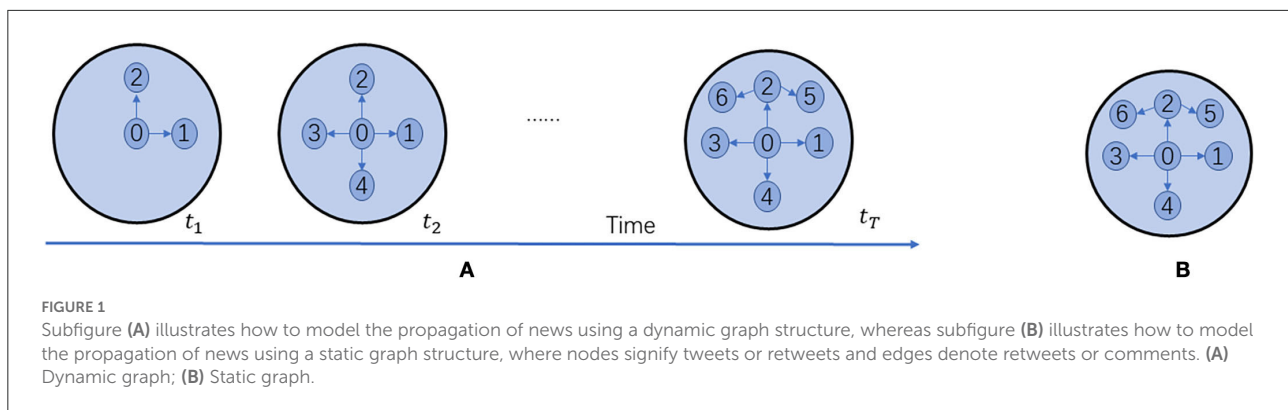 2
0 1
t₁
2
3 0 1
4
t₂
......
Time
6 2 5
3 0 1
4
t_T
A
6 2 5
3 0 1
4
B
FIGURE 1
Subfigure (A) illustrates how to model the propagation of news using a dynamic graph structure, whereas subfigure (B) illustrates how to model
the propagation of news using a static graph structure, where nodes signify tweets or retweets and edges denote retweets or comments. (A)
Dynamic graph; (B) Static graph.